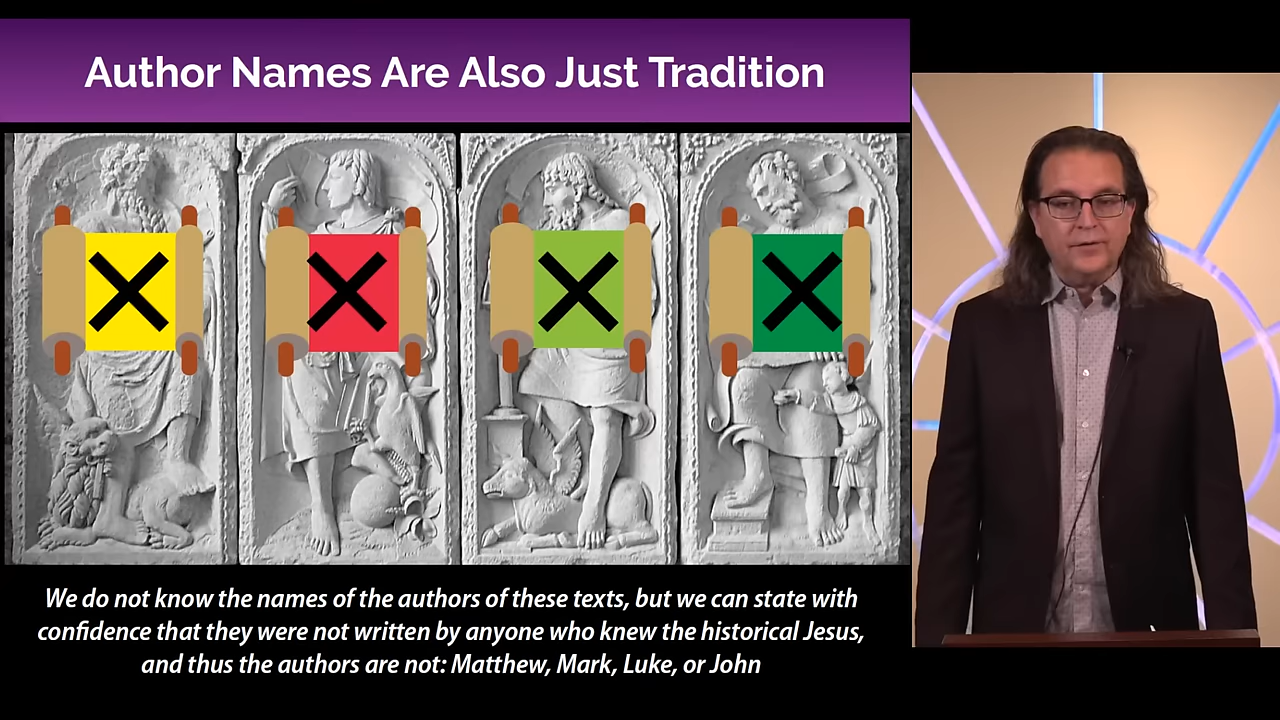 Author Names Are Also Just Tradition
We do not know the names of the authors of these texts, but we can state with
confidence that they were not written by anyone who knew the historical Jesus,
and thus the authors are not: Matthew, Mark, Luke, or John